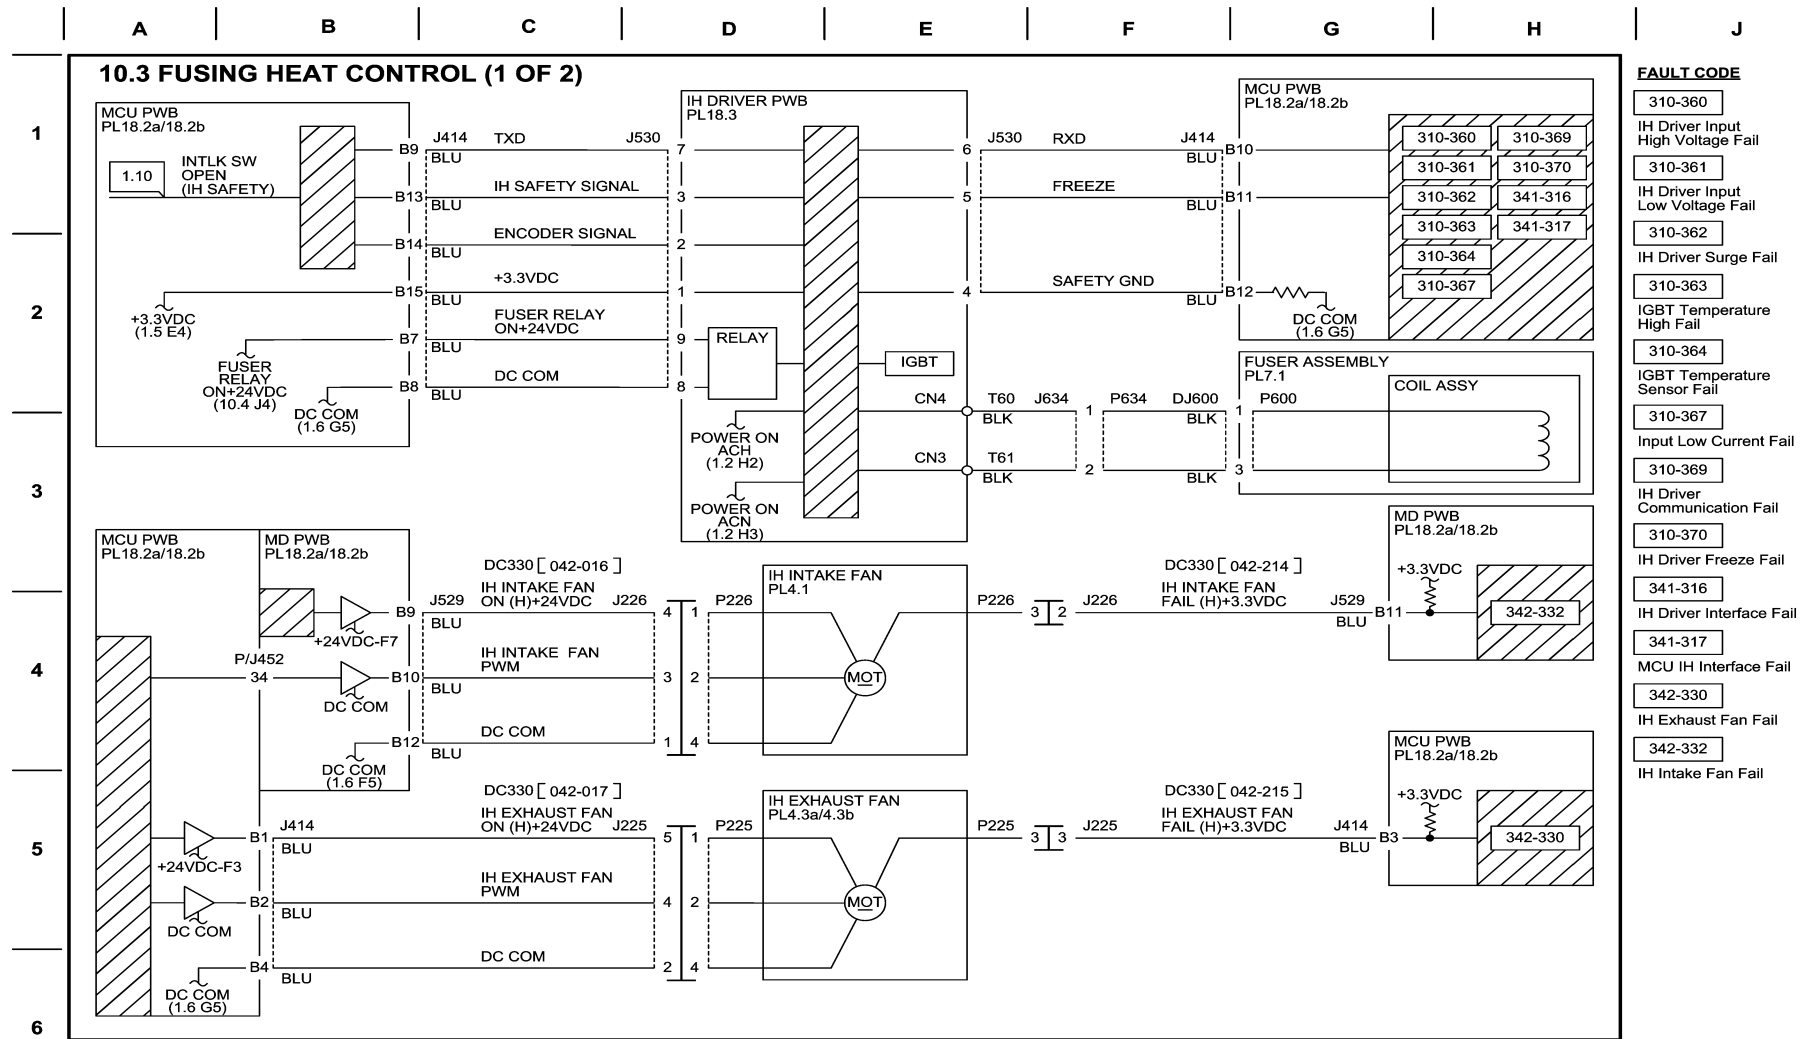 A B C D E F G H J
1
2
3
4
5
6
10.3 FUSING HEAT CONTROL (1 OF 2)
MCU PWB
PL18.2a/18.2b
1.10
INTLK SW
OPEN
(IH SAFETY)
+3.3VDC
(1.5 E4)
FUSER
RELAY
ON+24VDC
(10.4 J4)
DC COM
(1.6 G5)
B9
B13
B14
B15
B7
B8
J414 TXD J530
BLU
IH SAFETY SIGNAL
BLU
ENCODER SIGNAL
BLU
+3.3VDC
BLU
FUSER RELAY
ON+24VDC
BLU
DC COM
BLU
IH DRIVER PWB
PL18.3
7
3
2
1
9
8
RELAY
IGBT
POWER ON
ACH
(1.2 H2)
POWER ON
ACN
(1.2 H3)
6
5
4
CN4
CN3
J530 RXD J414
BLU
FREEZE
BLU
SAFETY GND
BLU
B10
B11
B12
MCU PWB
PL18.2a/18.2b
310-360 310-369
310-361 310-370
310-362 341-316
310-363 341-317
310-364
310-367
DC COM
(1.6 G5)
T60 J634 1 P634 DJ600 1 P600
BLK BLK
T61
BLK 2 BLK 3
FUSER ASSEMBLY
PL7.1
COIL ASSY
MCU PWB
PL18.2a/18.2b
MD PWB
PL18.2a/18.2b
+24VDC-F7
P/J452
34
DC COM
DC COM
(1.6 F5)
B9
B10
B12
DC330 [ 042-016 ]
IH INTAKE FAN
ON (H)+24VDC
J529 J226 4 1 P226
BLU
IH INTAKE FAN
PWM
BLU 3 2
DC COM
BLU 1 4
IH INTAKE FAN
PL4.1
MOT
P226 3 2 J226
DC330 [ 042-214 ]
IH INTAKE FAN
FAIL (H)+3.3VDC
J529
BLU
B11
MD PWB
PL18.2a/18.2b
+3.3VDC
342-332
+24VDC-F3
DC COM
DC COM
(1.6 G5)
B1
B2
B4
DC330 [ 042-017 ]
IH EXHAUST FAN
ON (H)+24VDC
J414 J225 5 1 P225
BLU
IH EXHAUST FAN
PWM
BLU 4 2
DC COM
BLU 2 4
IH EXHAUST FAN
PL4.3a/4.3b
MOT
P225 3 3 J225
DC330 [ 042-215 ]
IH EXHAUST FAN
FAIL (H)+3.3VDC
J414
BLU
B3
MCU PWB
PL18.2a/18.2b
+3.3VDC
342-330
FAULT CODE
310-360
IH Driver Input
High Voltage Fail
310-361
IH Driver Input
Low Voltage Fail
310-362
IH Driver Surge Fail
310-363
IGBT Temperature
High Fail
310-364
IGBT Temperature
Sensor Fail
310-367
Input Low Current Fail
310-369
IH Driver
Communication Fail
310-370
IH Driver Freeze Fail
341-316
IH Driver Interface Fail
341-317
MCU IH Interface Fail
342-330
IH Exhaust Fan Fail
342-332
IH Intake Fan Fail